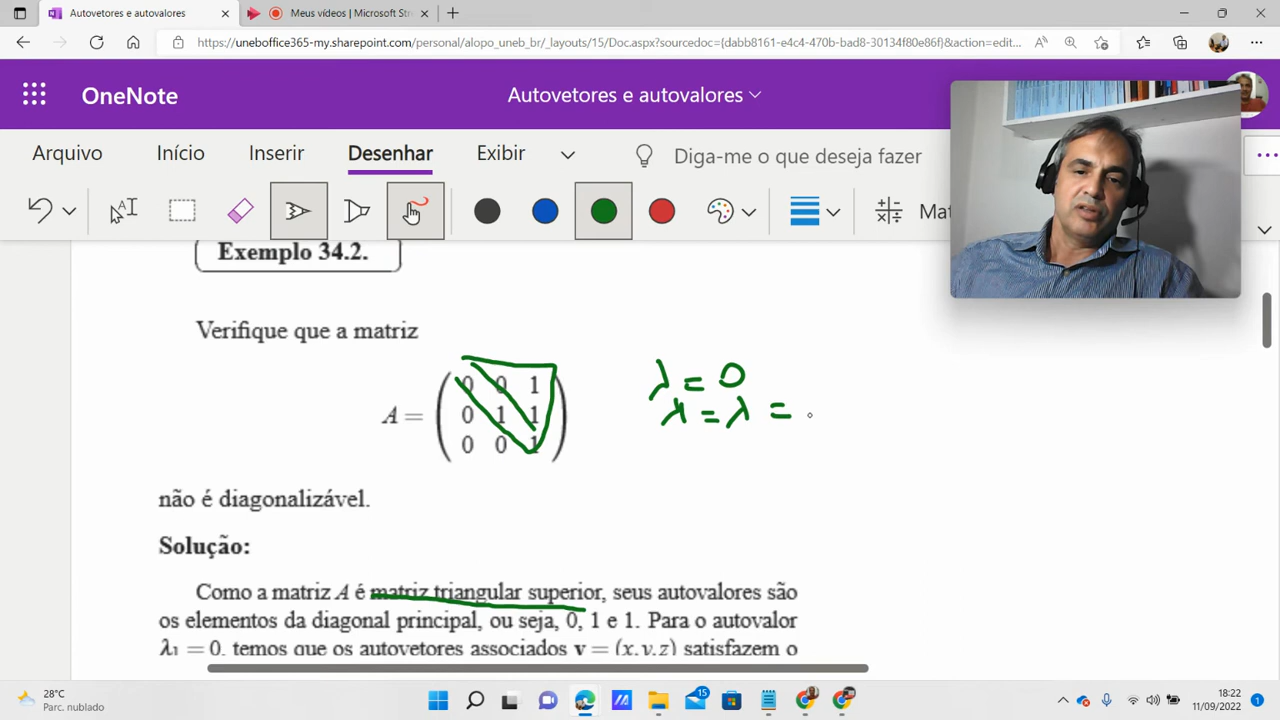 Autovetores e autovalores
Meus vídeos | Microsoft Str
https://uneboffice365-my.sharepoint.com/personal/alopo_uneb_br/_layouts/15/Doc.aspx?sourcedoc={dabb8161-e4c4-470b-bad8-30134f80e86f}&action=edit...
OneNote
Autovetores e autovalores
Arquivo Início Inserir Desenhar Exibir Diga-me o que deseja fazer
Mat
Exemplo 34.2.
Verifique que a matriz
A = ( 0 0 1
0 1 1
0 0 1 )
λ = 0
λ = λ =
não é diagonalizável.
Solução:
Como a matriz A é matriz triangular superior, seus autovalores são
os elementos da diagonal principal, ou seja, 0, 1 e 1. Para o autovalor
λ₁ = 0, temos que os autovetores associados v = (x,y,z) satisfazem o
28°C
Parc. nublado
15
18:22
11/09/2022
1